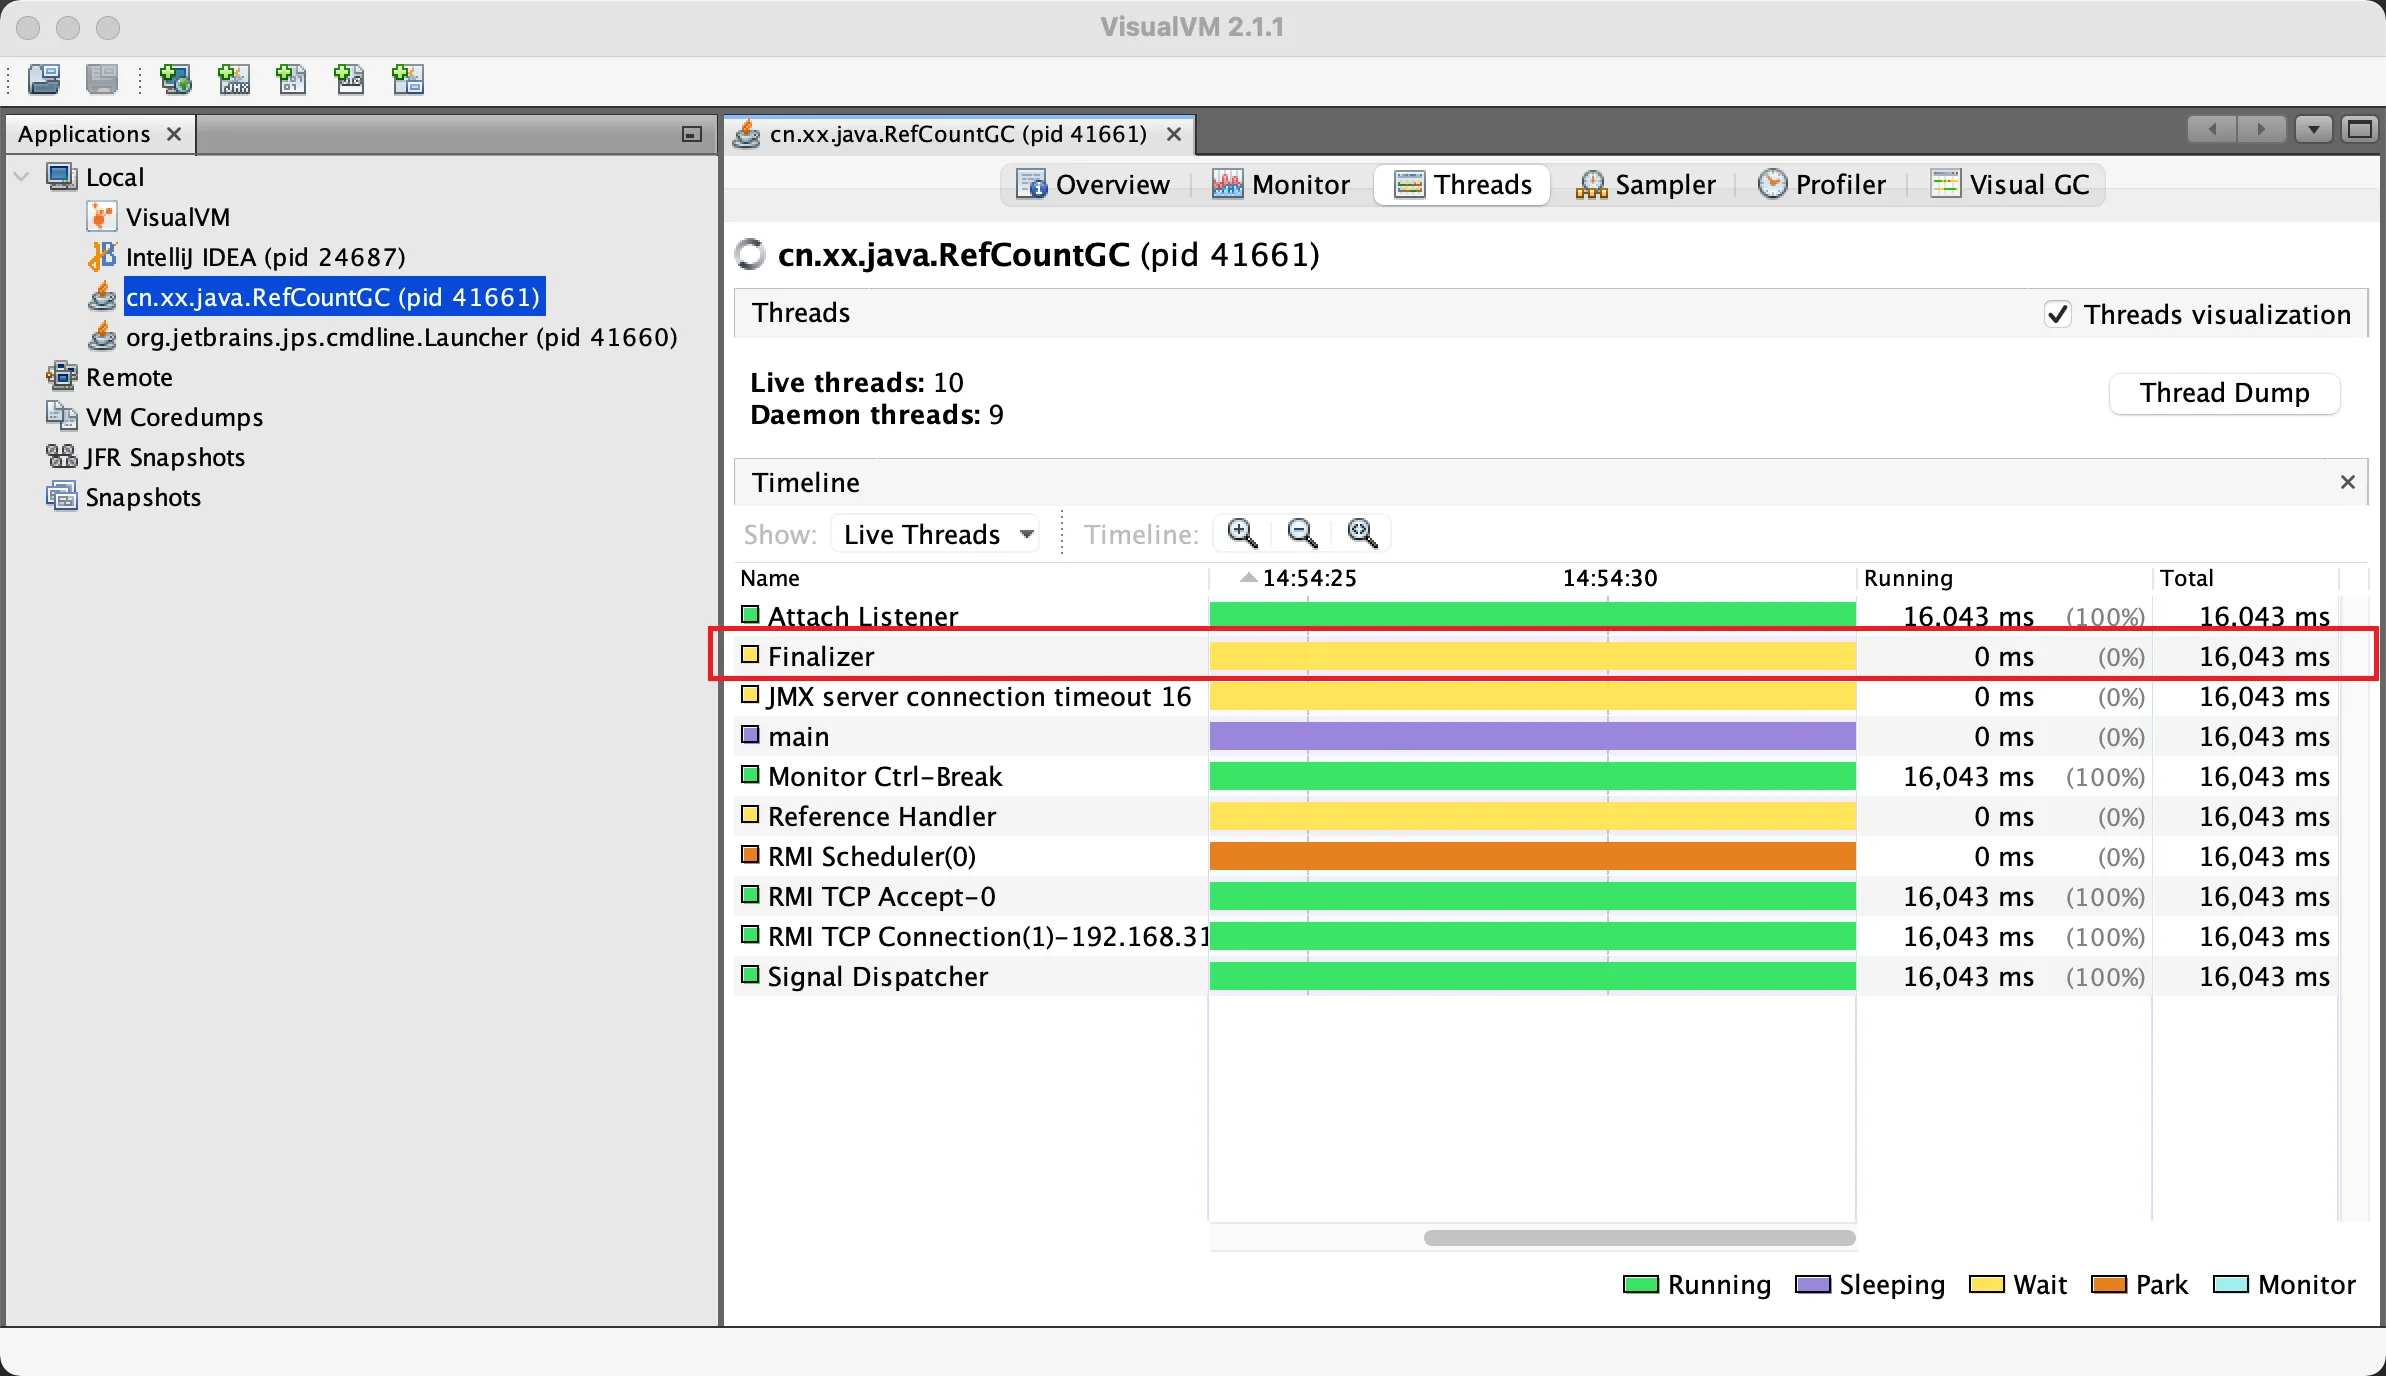 VisualVM 2.1.1
Applications
Local
VisualVM
IntelliJ IDEA (pid 24687)
cn.xx.java.RefCountGC (pid 41661)
org.jetbrains.jps.cmdline.Launcher (pid 41660)
Remote
VM Coredumps
JFR Snapshots
Snapshots
cn.xx.java.RefCountGC (pid 41661)
Overview Monitor Threads Sampler Profiler Visual GC
cn.xx.java.RefCountGC (pid 41661)
Threads Threads visualization
Live threads: 10
Daemon threads: 9
Thread Dump
Timeline
Show: Live Threads Timeline:
Name 14:54:25 14:54:30 Running Total
Attach Listener 16,043 ms (100%) 16,043 ms
Finalizer 0 ms (0%) 16,043 ms
JMX server connection timeout 16 0 ms (0%) 16,043 ms
main 0 ms (0%) 16,043 ms
Monitor Ctrl-Break 16,043 ms (100%) 16,043 ms
Reference Handler 0 ms (0%) 16,043 ms
RMI Scheduler(0) 0 ms (0%) 16,043 ms
RMI TCP Accept-0 16,043 ms (100%) 16,043 ms
RMI TCP Connection(1)-192.168.31 16,043 ms (100%) 16,043 ms
Signal Dispatcher 16,043 ms (100%) 16,043 ms
Running Sleeping Wait Park Monitor